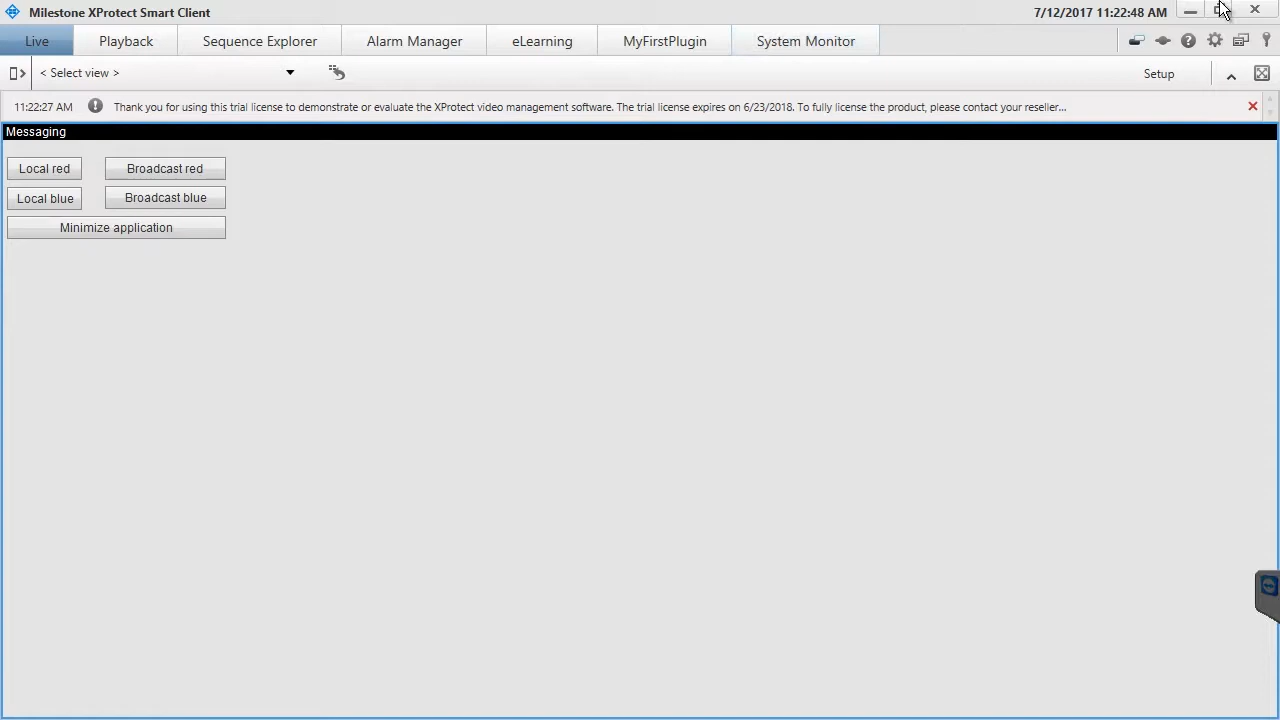 Milestone XProtect Smart Client
7/12/2017 11:22:48 AM
Live
Playback
Sequence Explorer
Alarm Manager
eLearning
MyFirstPlugin
System Monitor
< Select view >
Setup
11:22:27 AM
Thank you for using this trial license to demonstrate or evaluate the XProtect video management software. The trial license expires on 6/23/2018. To fully license the product, please contact your reseller...
Messaging
Local red
Broadcast red
Local blue
Broadcast blue
Minimize application